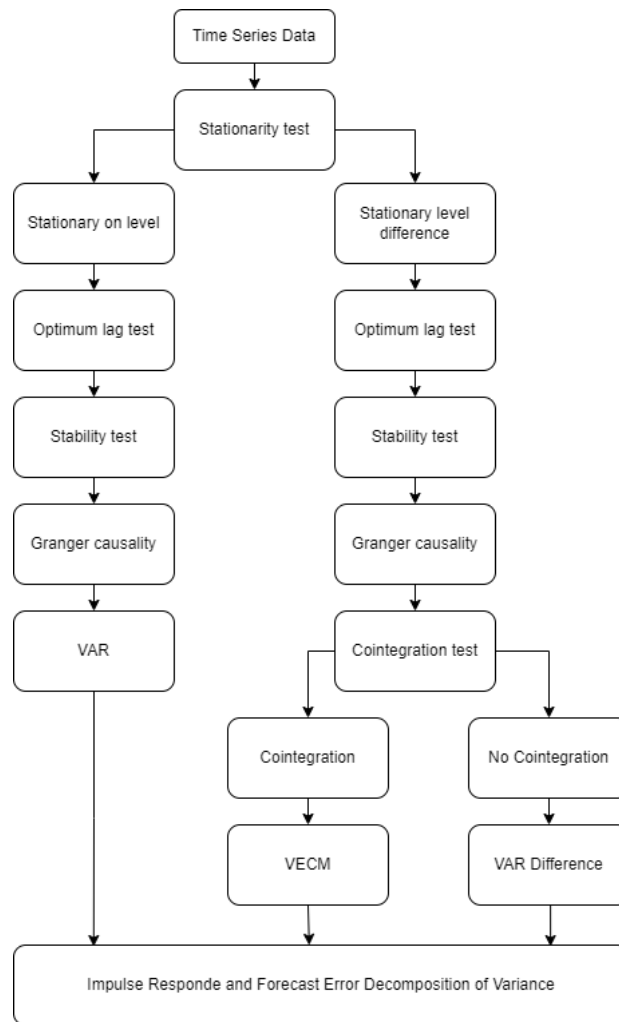 Time Series Data
Stationarity test
Stationary on level
Stationary level
difference
Optimum lag test
Optimum lag test
Stability test
Stability test
Granger causality
Granger causality
VAR
Cointegration test
Cointegration
No Cointegration
VECM
VAR Difference
Impulse Responde and Forecast Error Decomposition of Variance